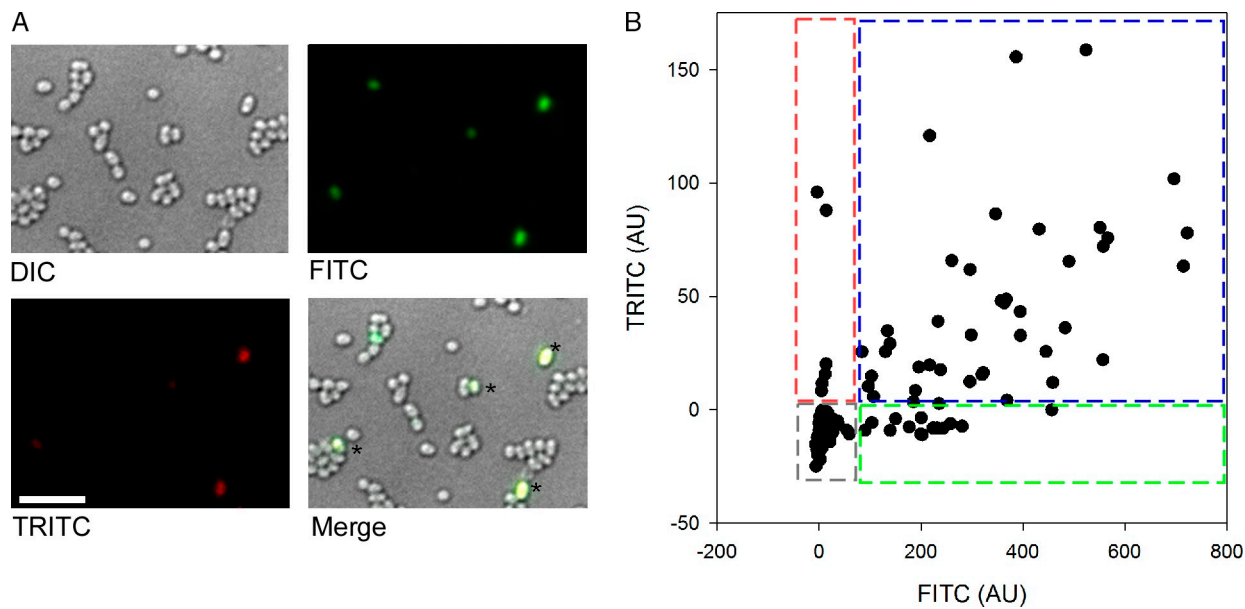 A
B
DIC
FITC
TRITC
Merge
*
*
*
*
TRITC (AU)
150
100
50
0
-50
-200
0
200
400
600
800
FITC (AU)